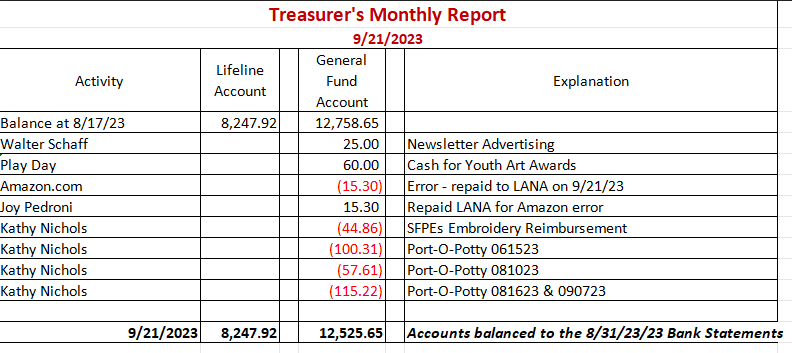 Treasurer's Monthly Report
9/21/2023
Activity Lifeline Account General Fund Account Explanation
Balance at 8/17/23 8,247.92 12,758.65
Walter Schaff 25.00 Newsletter Advertising
Play Day 60.00 Cash for Youth Art Awards
Amazon.com (15.30) Error - repaid to LANA on 9/21/23
Joy Pedroni 15.30 Repaid LANA for Amazon error
Kathy Nichols (44.86) SFPEs Embroidery Reimbursement
Kathy Nichols (100.31) Port-O-Potty 061523
Kathy Nichols (57.61) Port-O-Potty 081023
Kathy Nichols (115.22) Port-O-Potty 081623 & 090723
9/21/2023 8,247.92 12,525.65 Accounts balanced to the 8/31/23/23 Bank Statements